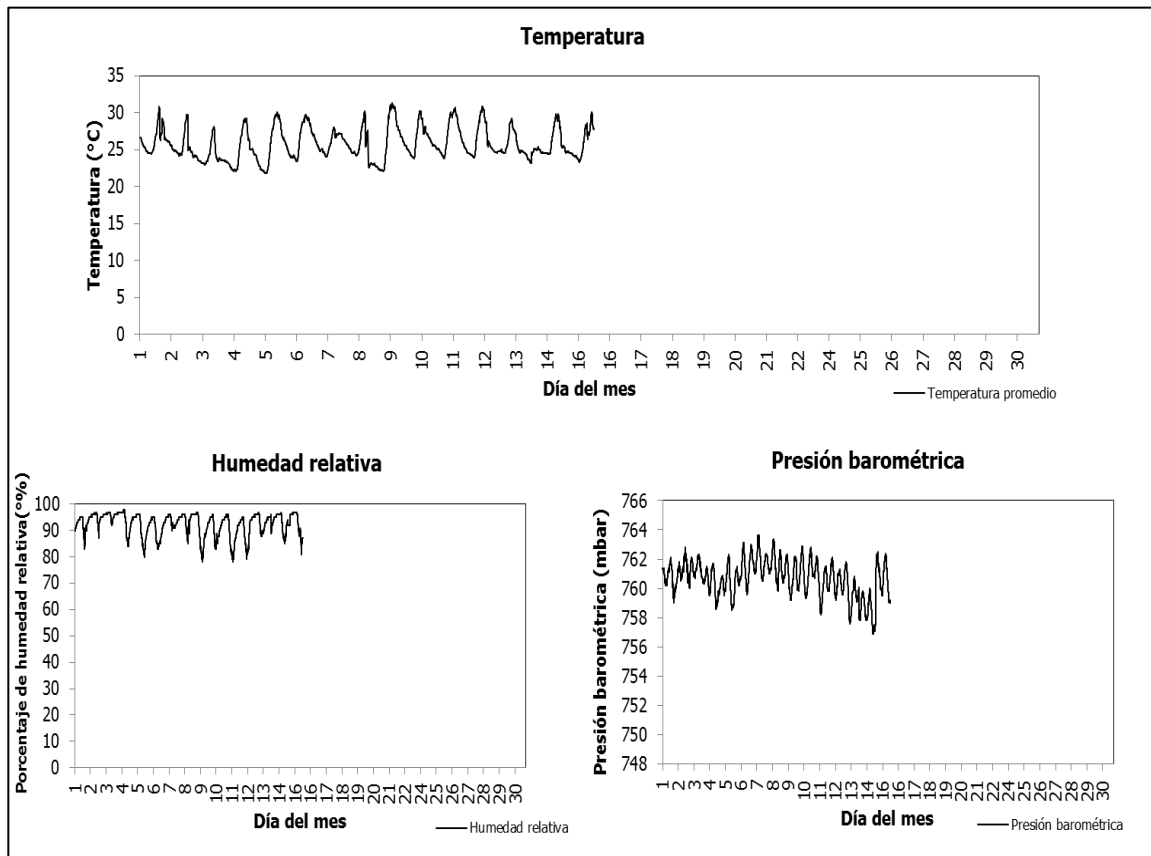 Temperatura
Temperatura (°C)
35
30
25
20
15
10
5
0
1 2 3 4 5 6 7 8 9 10 11 12 13 14 16 16 17 18 19 20 21 22 24 25 26 27 28 29 30
Día del mes
Temperatura promedio
Humedad relativa
Porcentaje de humedad relativa(°%)
100
90
80
70
60
50
40
30
20
10
0
1 2 3 4 5 6 7 8 9 10 11 12 13 14 16 16 17 18 19 20 21 22 24 25 26 27 28 29 30
Día del mes
Humedad relativa
Presión barométrica
Presión barométrica (mbar)
766
764
762
760
758
756
754
752
750
748
1 2 3 4 5 6 7 8 9 10 11 12 13 14 16 16 17 18 19 20 21 22 24 25 26 27 28 29 30
Día del mes
Presión barométrica